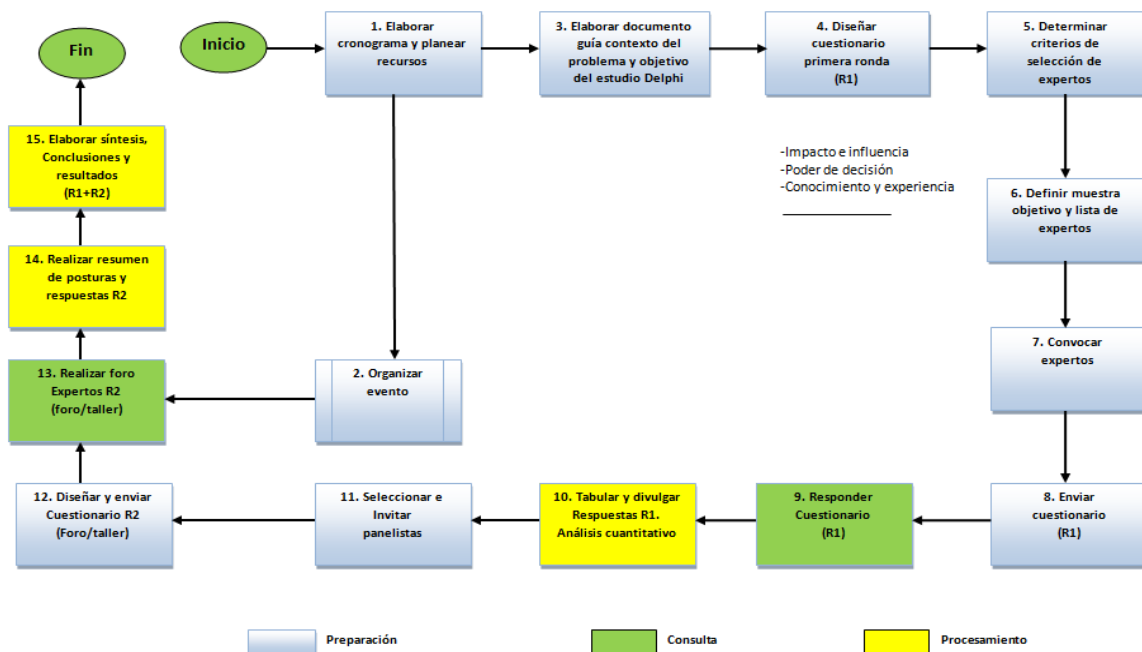 Fin
Inicio
1. Elaborar
cronograma y planear
recursos
3. Elaborar documento
guía contexto del
problema y objetivo
del estudio Delphi
4. Diseñar
cuestionario
primera ronda
(R1)
5. Determinar
criterios de
selección de
expertos
15. Elaborar síntesis,
Conclusiones y
resultados
(R1+R2)
-Impacto e influencia
-Poder de decisión
-Conocimiento y experiencia
6. Definir muestra
objetivo y lista de
expertos
14. Realizar resumen
de posturas y
respuestas R2
7. Convocar
expertos
13. Realizar foro
Expertos R2
(foro/taller)
2. Organizar
evento
12. Diseñar y enviar
Cuestionario R2
(Foro/taller)
11. Seleccionar e
Invitar
panelistas
10. Tabular y divulgar
Respuestas R1.
Análisis cuantitativo
9. Responder
Cuestionario
(R1)
8. Enviar
cuestionario
(R1)
Preparación
Consulta
Procesamiento